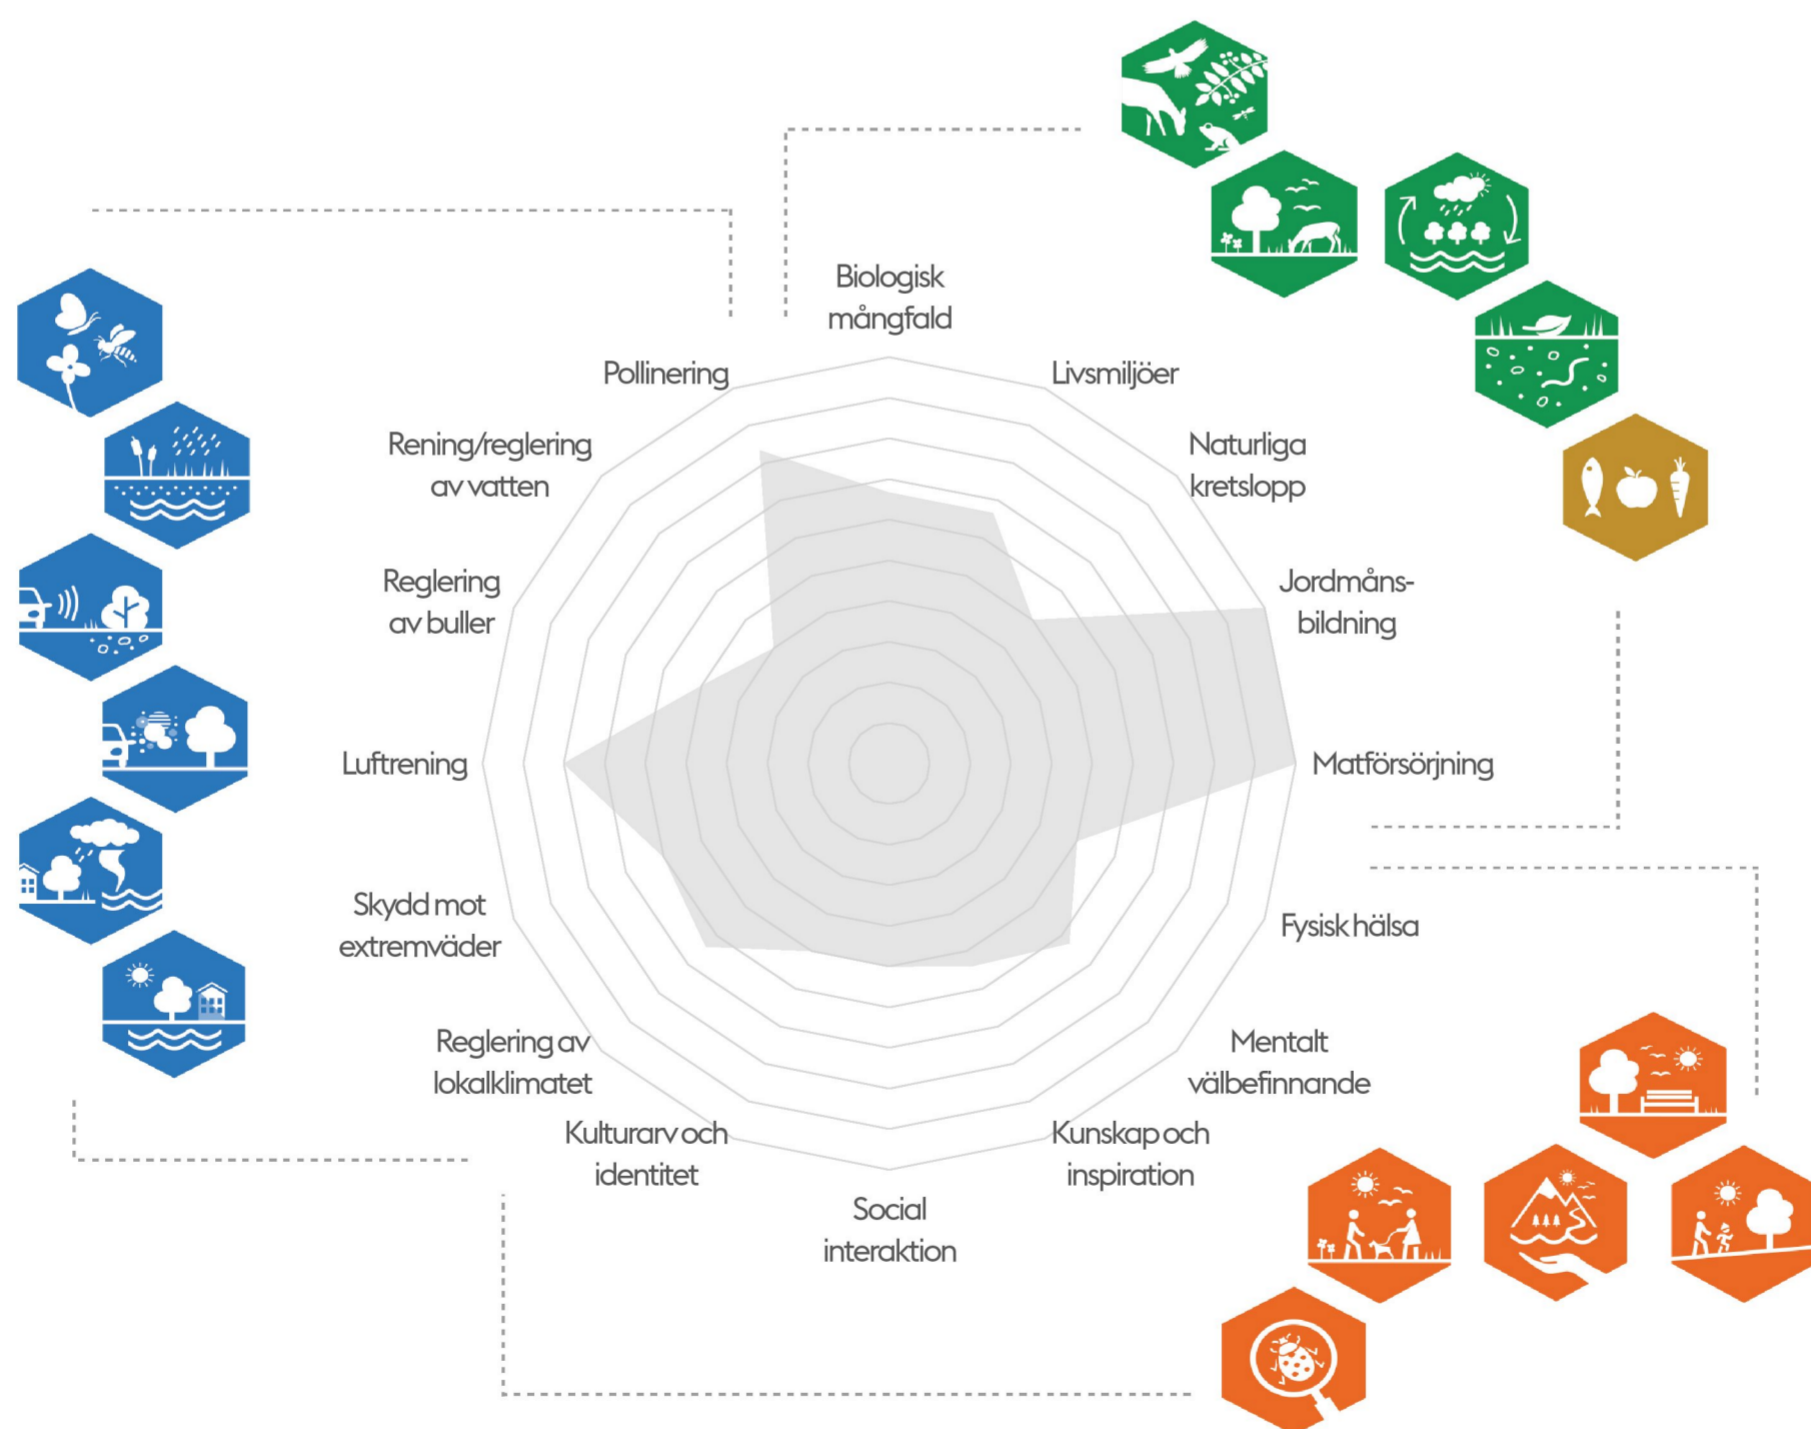 Biologisk
mångfald
Livsmiljöer
Naturliga
kretslopp
Jordmåns-
bildning
Matförsörjning
Fysisk hälsa
Mentalt
välbefinnande
Kunskap och
inspiration
Social
interaktion
Kulturarv och
identitet
Reglering av
lokalklimatet
Skydd mot
extremväder
Luftrening
Reglering
av buller
Rening/reglering
av vatten
Pollinering